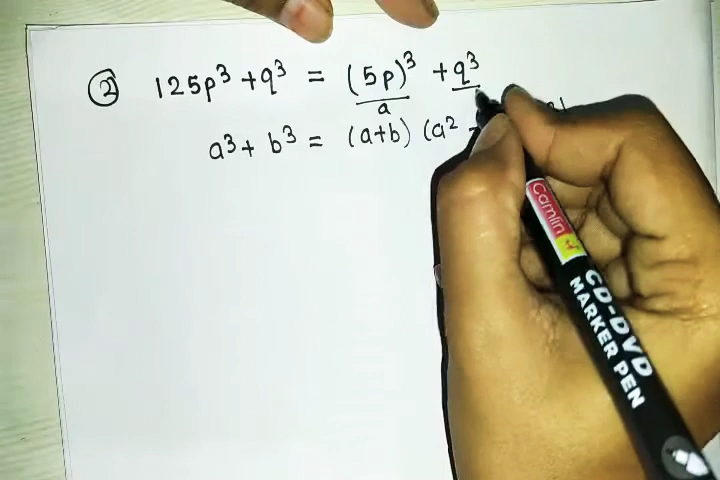 ② 125p³ + q³ = (5p)³ + q³
a
a³ + b³ = (a+b) (a²
Camlin
CD-DVD
MARKER PEN